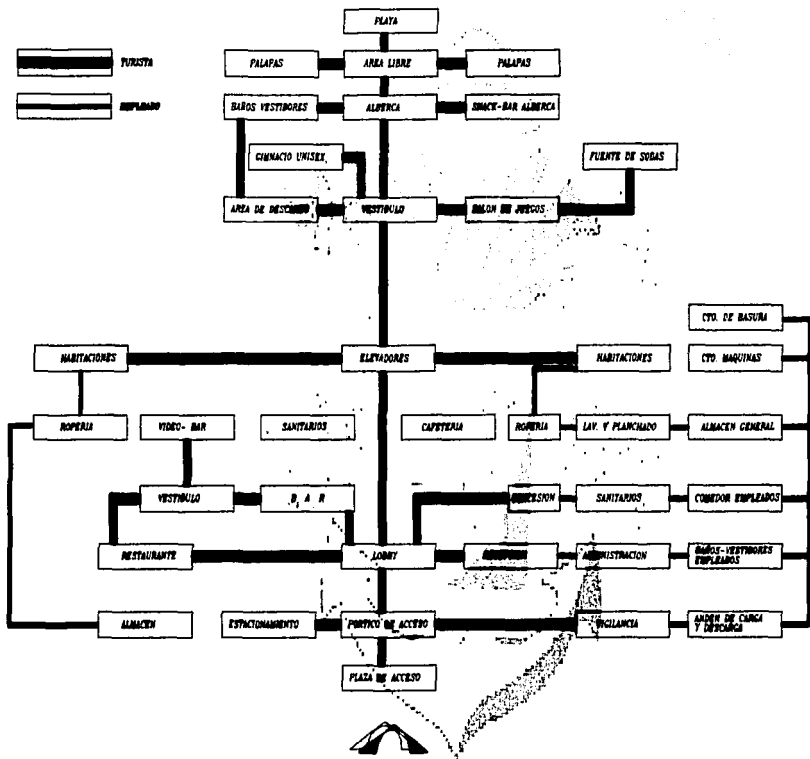 PLAYA
TURISTA
PALAPAS
AREA LIBRE
PALAPAS
EMPLEADO
BAÑOS VESTIDORES
ALBERCA
SNACK-BAR ALBERCA
GIMNACIO UNISEX
FUENTE DE SODAS
AREA DE DESCANSO
VESTIBULO
SALON DE JUEGOS
CTO. DE BASURA
HABITACIONES
ELEVADORES
HABITACIONES
CTO. MAQUINAS
ROPERIA
VIDEO- BAR
SANITARIOS
CAFETERIA
ROPERIA
LAV. Y PLANCHADO
ALMACEN GENERAL
VESTIBULO
B A R
SANITARIOS
COMEDOR EMPLEADOS
RESTAURANTE
LOBBY
ADMINISTRACION
BAÑOS-VESTIDORES
EMPLEADOS
ALMACEN
ESTACIONAMIENTO
PORTICO DE ACCESO
VIGILANCIA
ANDEN DE CARGA
Y DESCARGA
PLAZA DE ACCESO